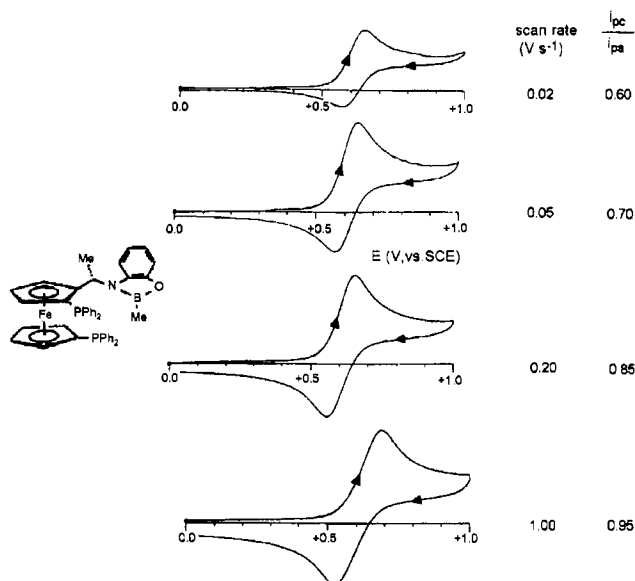 scan rate
(V s⁻¹)
i_pc
i_pa
0.0
+0.5
+1.0
0.02
0.60
0.0
+0.5
+1.0
0.05
0.70
E (V, vs. SCE)
Me
N
O
B
Me
Fe
PPh₂
PPh₂
0.0
+0.5
+1.0
0.20
0.85
0.0
+0.5
+1.0
1.00
0.95